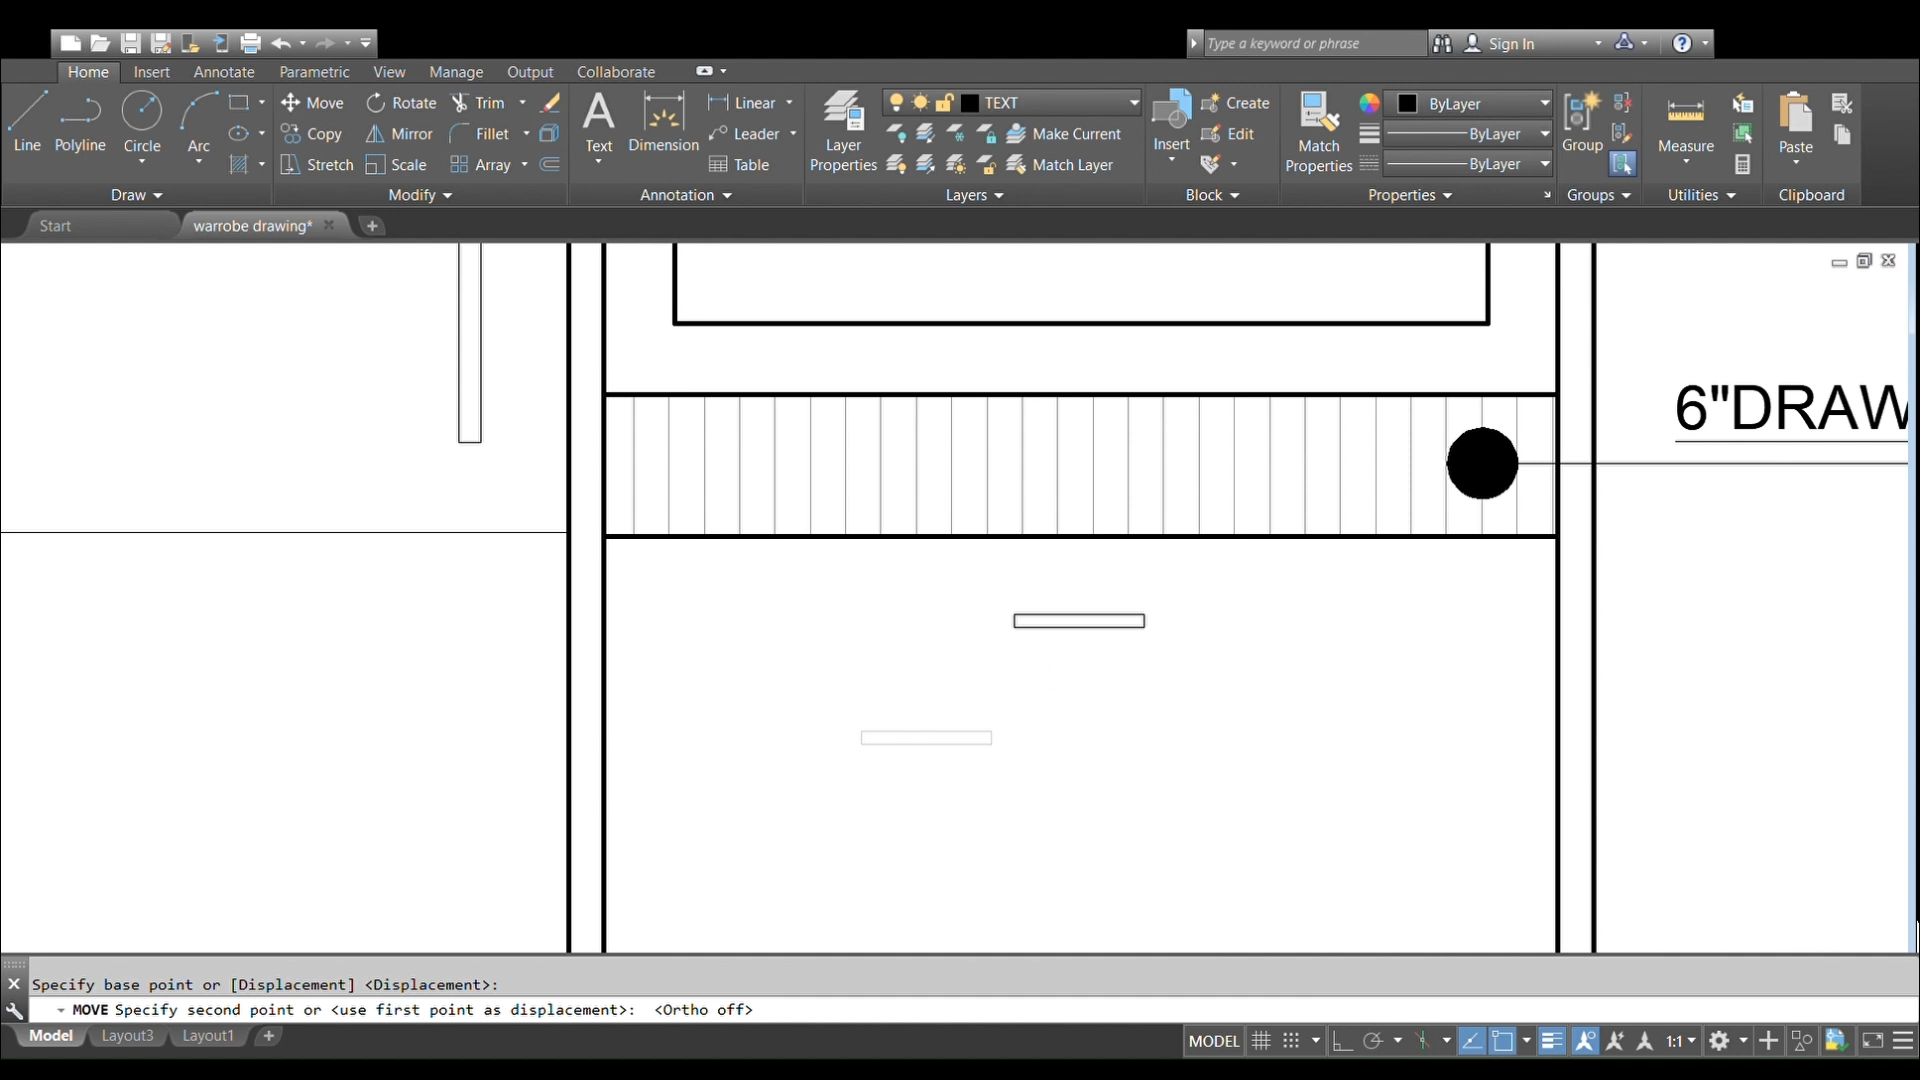 Type a keyword or phrase
Sign In
Home Insert Annotate Parametric View Manage Output Collaborate
Line Polyline Circle Arc
Move Rotate Trim
Copy Mirror Fillet
Stretch Scale Array
Text Dimension
Linear
Leader
Table
Layer Properties
TEXT
Make Current
Match Layer
Insert
Create
Edit
Match Properties
ByLayer
ByLayer
ByLayer
Group
Measure
Paste
Draw Modify Annotation Layers Block Properties Groups Utilities Clipboard
Start warrobe drawing*
6"DRAW
Specify base point or [Displacement] <Displacement>:
MOVE Specify second point or <use first point as displacement>: <Ortho off>
Model Layout3 Layout1
MODEL 1:1